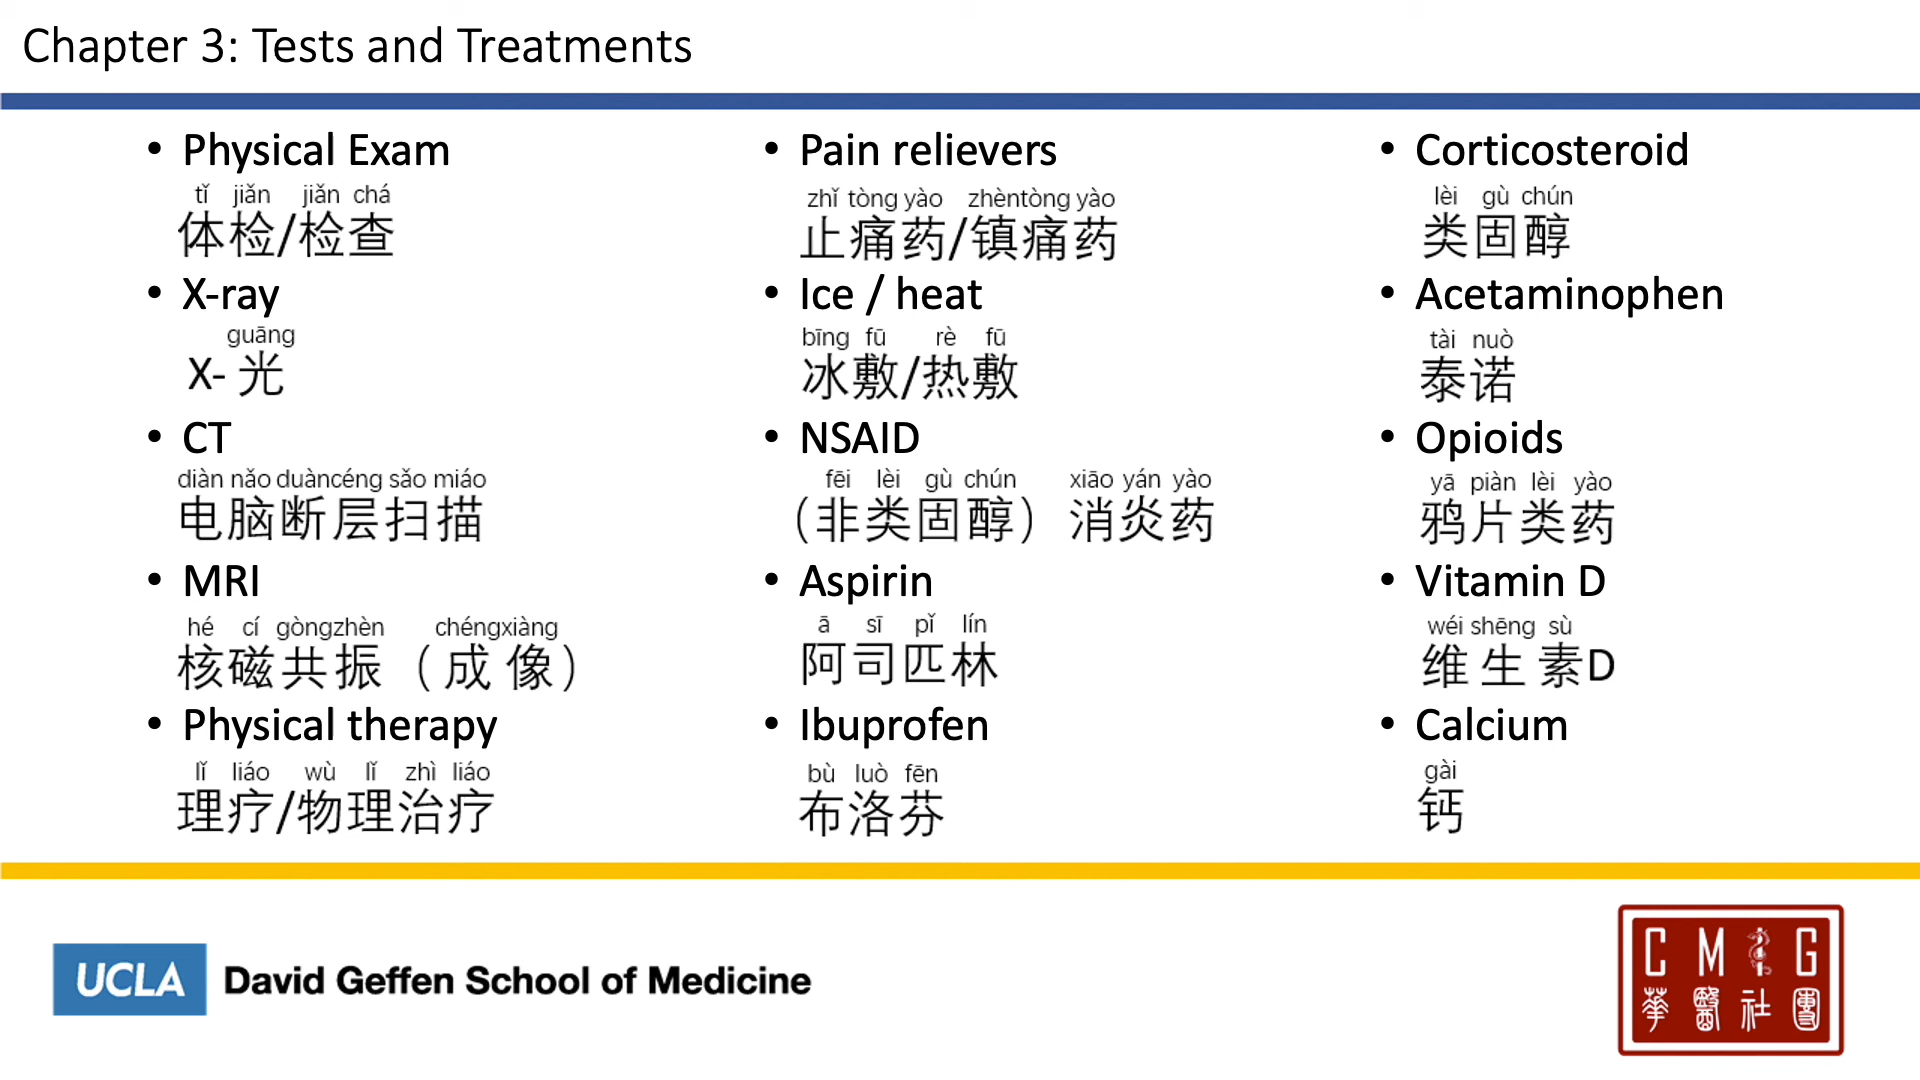 Chapter 3: Tests and Treatments
• Physical Exam
tǐ jiǎn jiǎn chá
体检/检查
• X-ray
guāng
X-光
• CT
diàn nǎo duàncéng sǎo miáo
电脑断层扫描
• MRI
hé cí gòngzhèn chéngxiàng
核磁共振（成像）
• Physical therapy
lǐ liáo wù lǐ zhì liáo
理疗/物理治疗
• Pain relievers
zhǐ tòng yào zhèntòng yào
止痛药/镇痛药
• Ice / heat
bīng fū rè fū
冰敷/热敷
• NSAID
fēi lèi gù chún xiāo yán yào
（非类固醇）消炎药
• Aspirin
ā sī pǐ lín
阿司匹林
• Ibuprofen
bù luò fēn
布洛芬
• Corticosteroid
lèi gù chún
类固醇
• Acetaminophen
tài nuò
泰诺
• Opioids
yā piàn lèi yào
鸦片类药
• Vitamin D
wéi shēng sù
维生素D
• Calcium
gài
钙
UCLA David Geffen School of Medicine
C M G
華醫社團